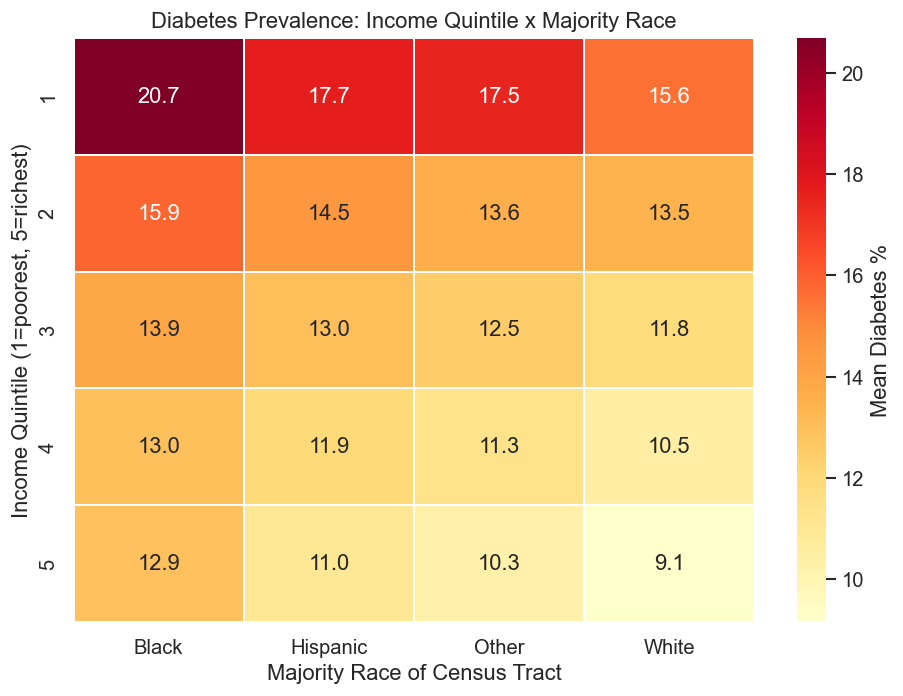 Diabetes Prevalence: Income Quintile x Majority Race
Income Quintile (1=poorest, 5=richest)
1
20.7 17.7 17.5 15.6
2
15.9 14.5 13.6 13.5
3
13.9 13.0 12.5 11.8
4
13.0 11.9 11.3 10.5
5
12.9 11.0 10.3 9.1
Black Hispanic Other White
Majority Race of Census Tract
20
18
16
14
12
10
Mean Diabetes %